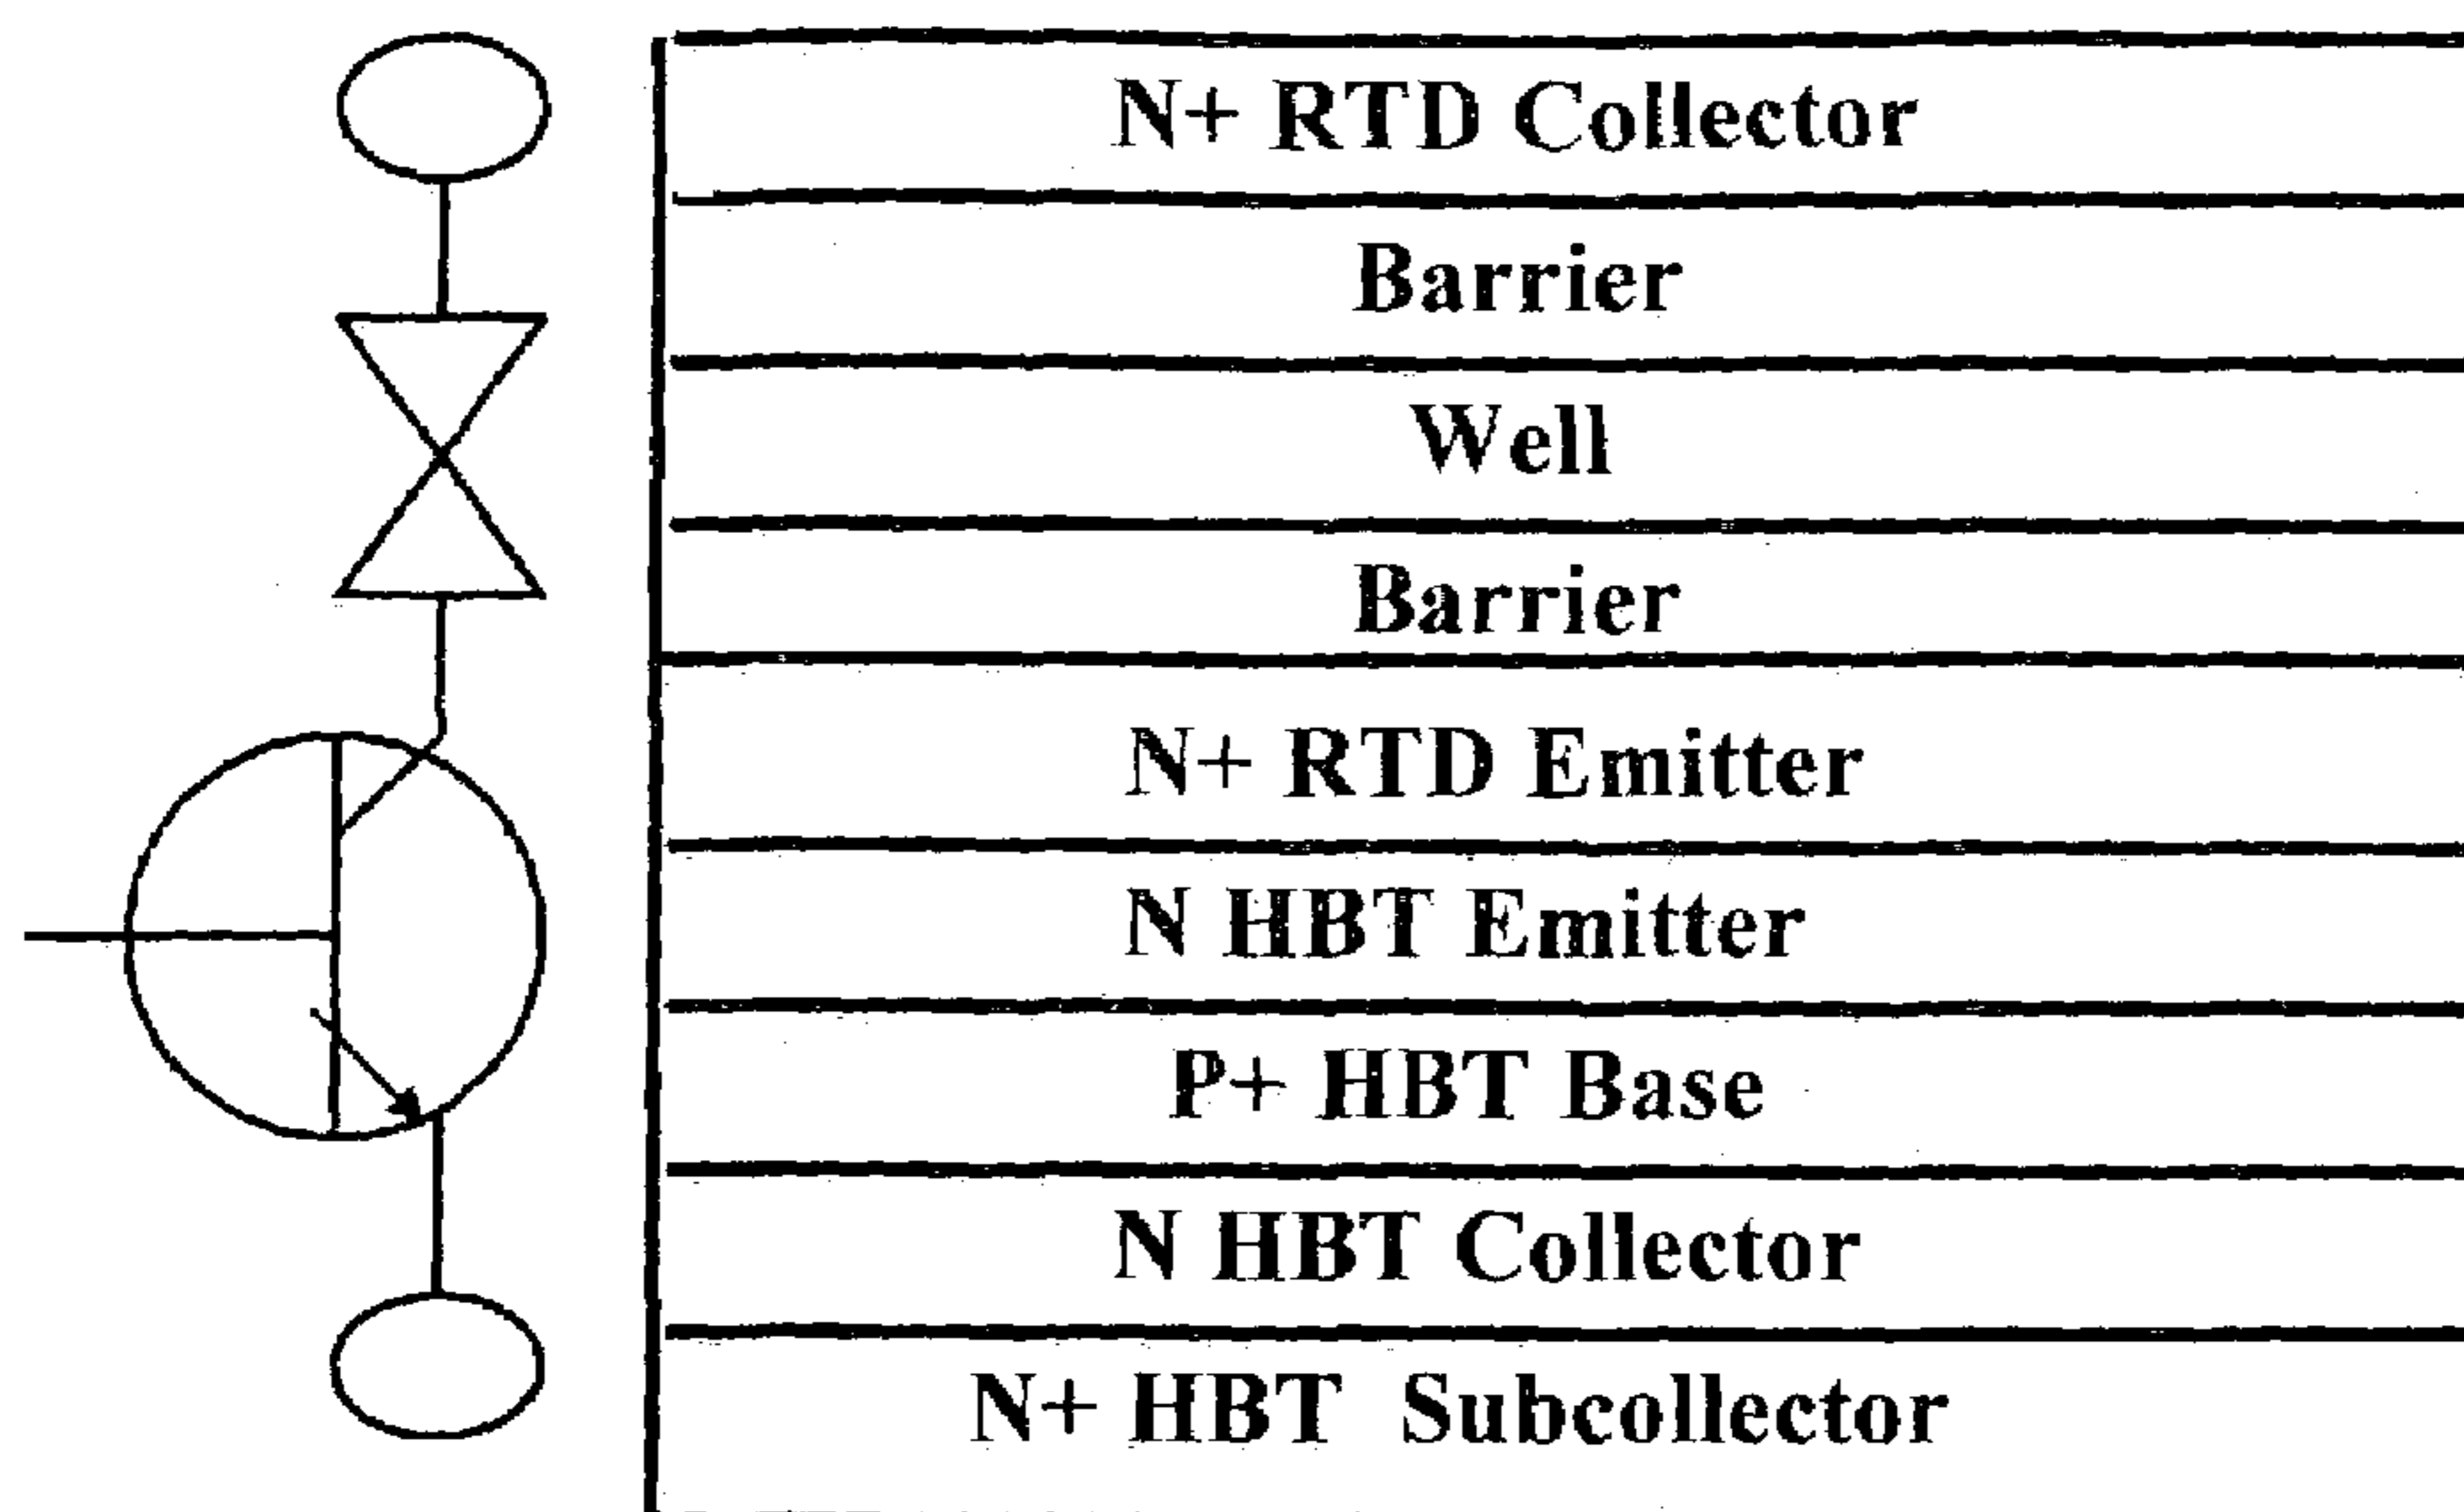 N+ RTD Collector
Barrier
Well
Barrier
N+ RTD Emitter
N HBT Emitter
P+ HBT Base
N HBT Collector
N+ HBT Subcollector